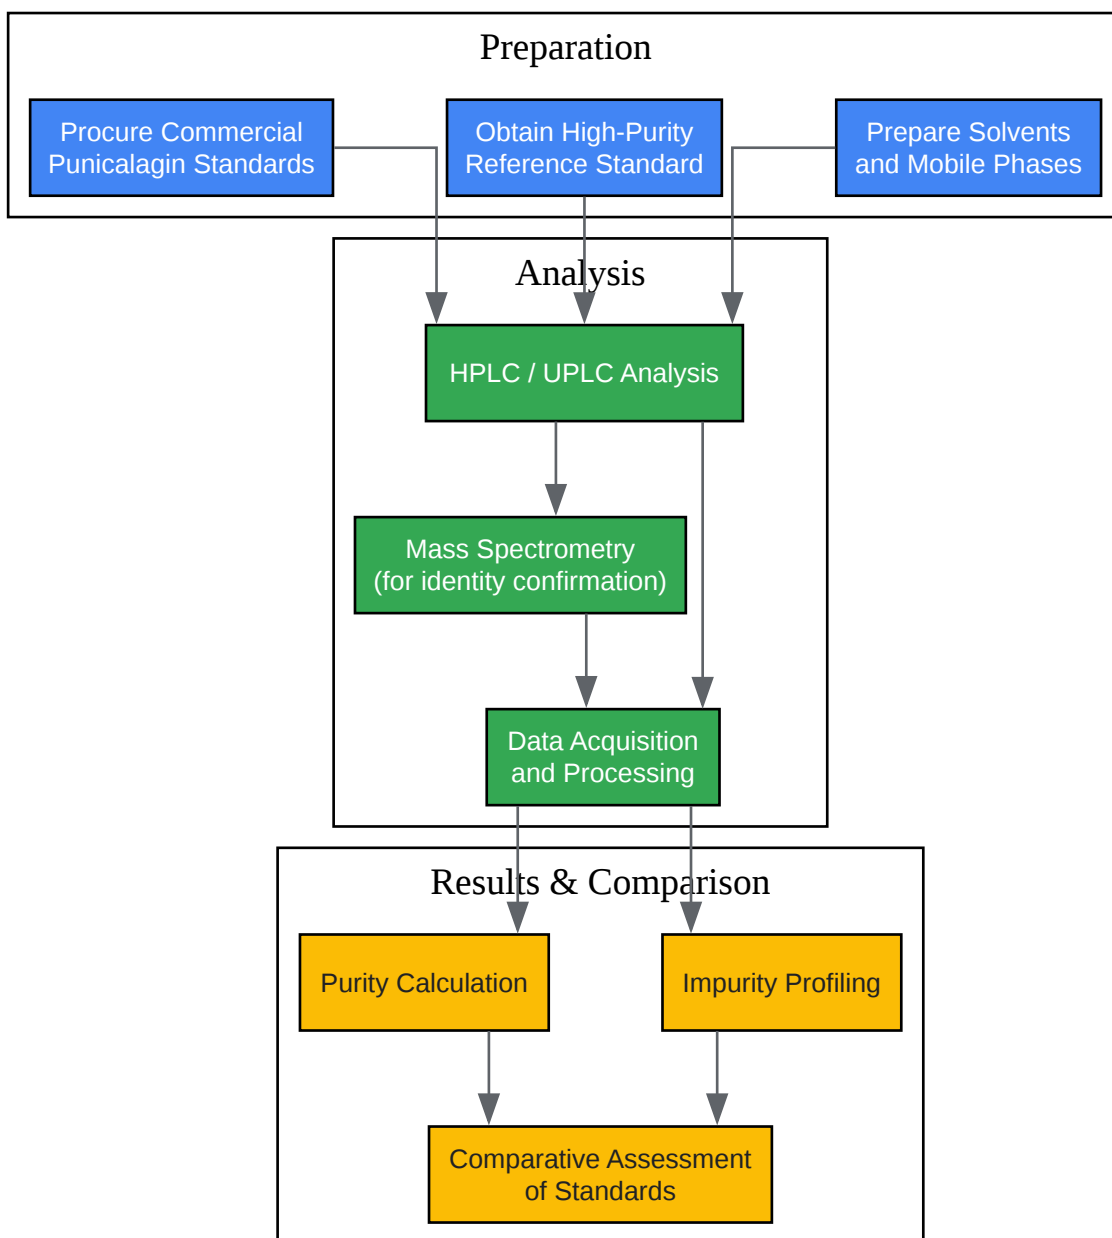 Preparation
Procure Commercial
Punicalagin Standards
Obtain High-Purity
Reference Standard
Prepare Solvents
and Mobile Phases
Analysis
HPLC / UPLC Analysis
Mass Spectrometry
(for identity confirmation)
Data Acquisition
and Processing
Results & Comparison
Purity Calculation
Impurity Profiling
Comparative Assessment
of Standards